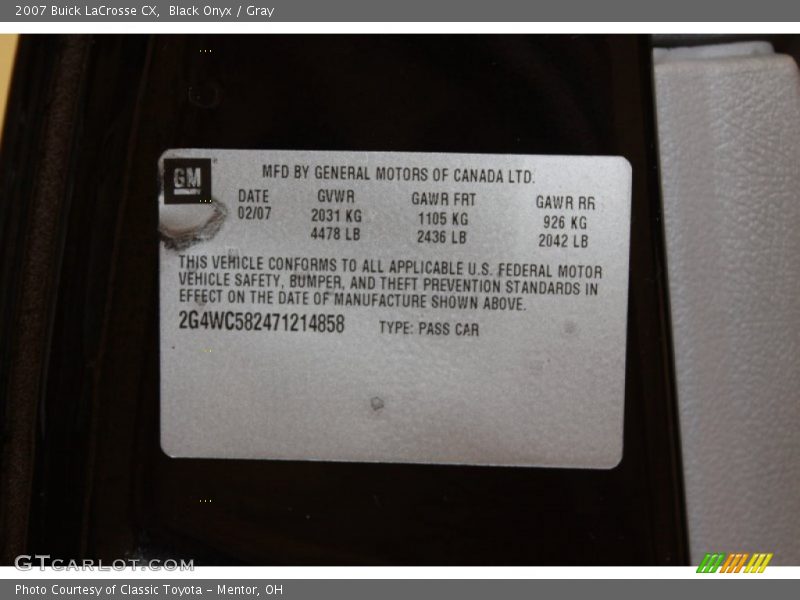 2007 Buick LaCrosse CX, Black Onyx / Gray
GM
MFD BY GENERAL MOTORS OF CANADA LTD.
DATE GVWR GAWR FRT GAWR RR
02/07 2031 KG 1105 KG 926 KG
4478 LB 2436 LB 2042 LB
THIS VEHICLE CONFORMS TO ALL APPLICABLE U.S. FEDERAL MOTOR
VEHICLE SAFETY, BUMPER, AND THEFT PREVENTION STANDARDS IN
EFFECT ON THE DATE OF MANUFACTURE SHOWN ABOVE.
2G4WC582471214858 TYPE: PASS CAR
GTCARLOT.COM
Photo Courtesy of Classic Toyota - Mentor, OH